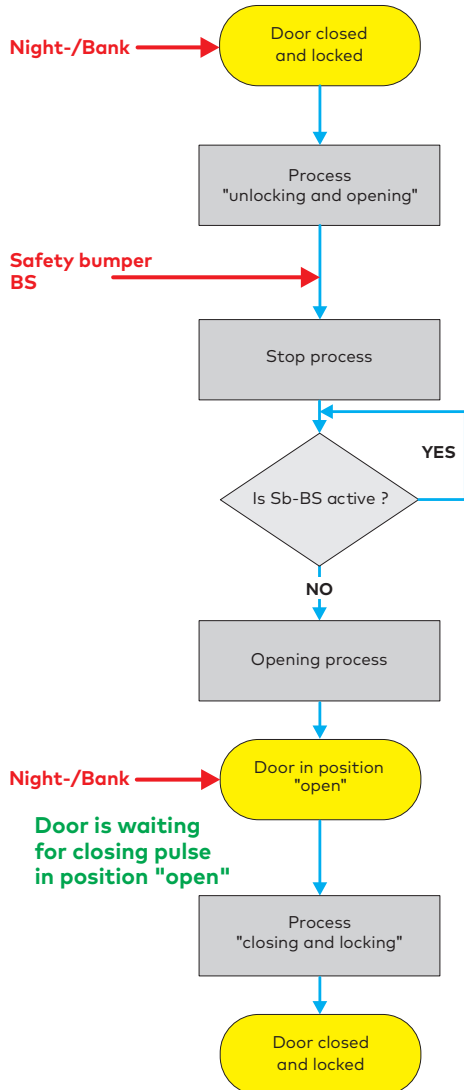 Door closed
and locked
Night-/Bank
Process
"unlocking and opening"
Safety bumper
BS
Stop process
YES
Is Sb-BS active ?
NO
Opening process
Door in position
"open"
Night-/Bank
Door is waiting
for closing pulse
in position "open"
Process
"closing and locking"
Door closed
and locked